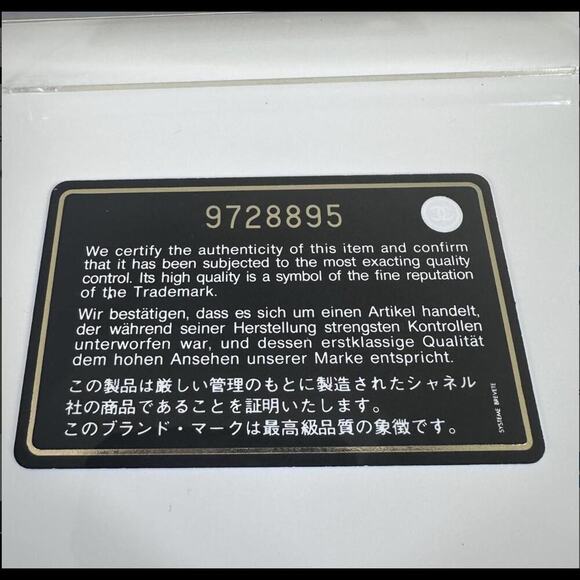 9728895
We certify the authenticity of this item and confirm
that it has been subjected to the most exacting quality
control. Its high quality is a symbol of the fine reputation
of the Trademark.
Wir bestätigen, dass es sich um einen Artikel handelt,
der während seiner Herstellung strengsten Kontrollen
unterworfen war, und dessen erstklassige Qualität
dem hohen Ansehen unserer Marke entspricht.
この製品は厳しい管理のもとに製造されたシャネル
社の商品であることを証明いたします。
このブランド・マークは最高級品質の象徴です。
SYSTEME BREVETE